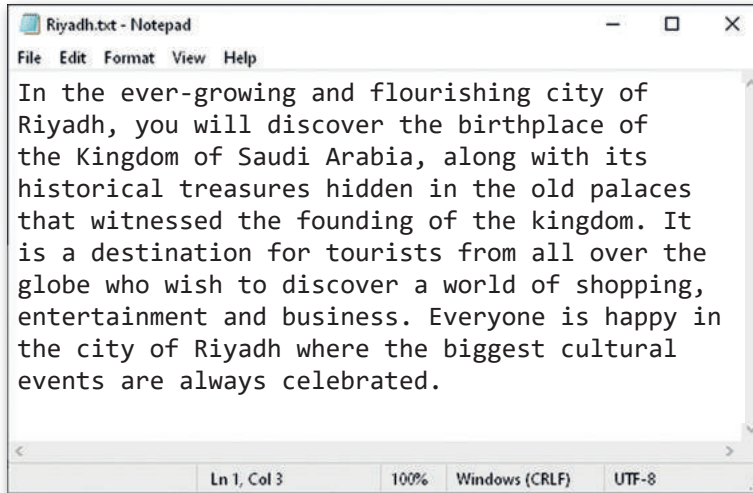 Riyadh.txt - Notepad
File Edit Format View Help
In the ever-growing and flourishing city of
Riyadh, you will discover the birthplace of
the Kingdom of Saudi Arabia, along with its
historical treasures hidden in the old palaces
that witnessed the founding of the kingdom. It
is a destination for tourists from all over the
globe who wish to discover a world of shopping,
entertainment and business. Everyone is happy in
the city of Riyadh where the biggest cultural
events are always celebrated.
Ln 1, Col 3 100% Windows (CRLF) UTF-8